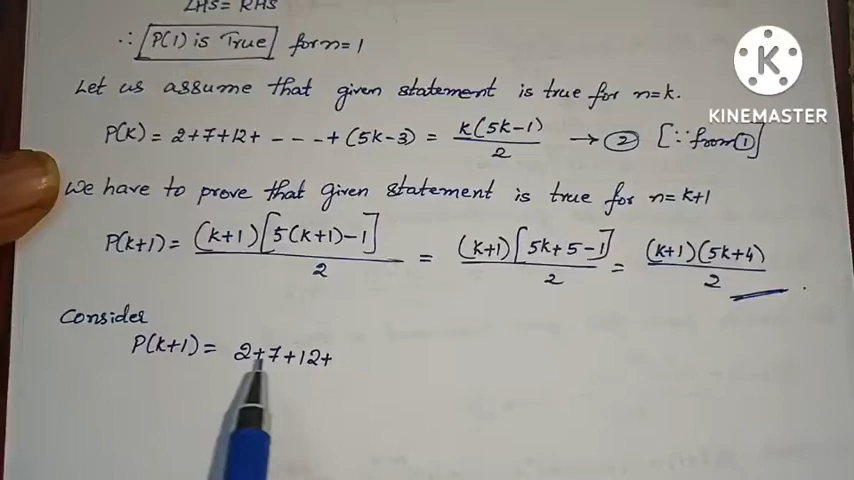 LHS = RHS
∴ P(1) is True for n=1
KINEMASTER
Let us assume that given statement is true for n=k.
P(k) = 2+7+12+ - - - - +(5k-3) = k(5k-1)/2 → ② [∵ from ①]
We have to prove that given statement is true for n=k+1
P(k+1) = (k+1)[5(k+1)-1]/2 = (k+1)[5k+5-1]/2 = (k+1)(5k+4)/2 .
Consider
P(k+1) = 2+7+12+